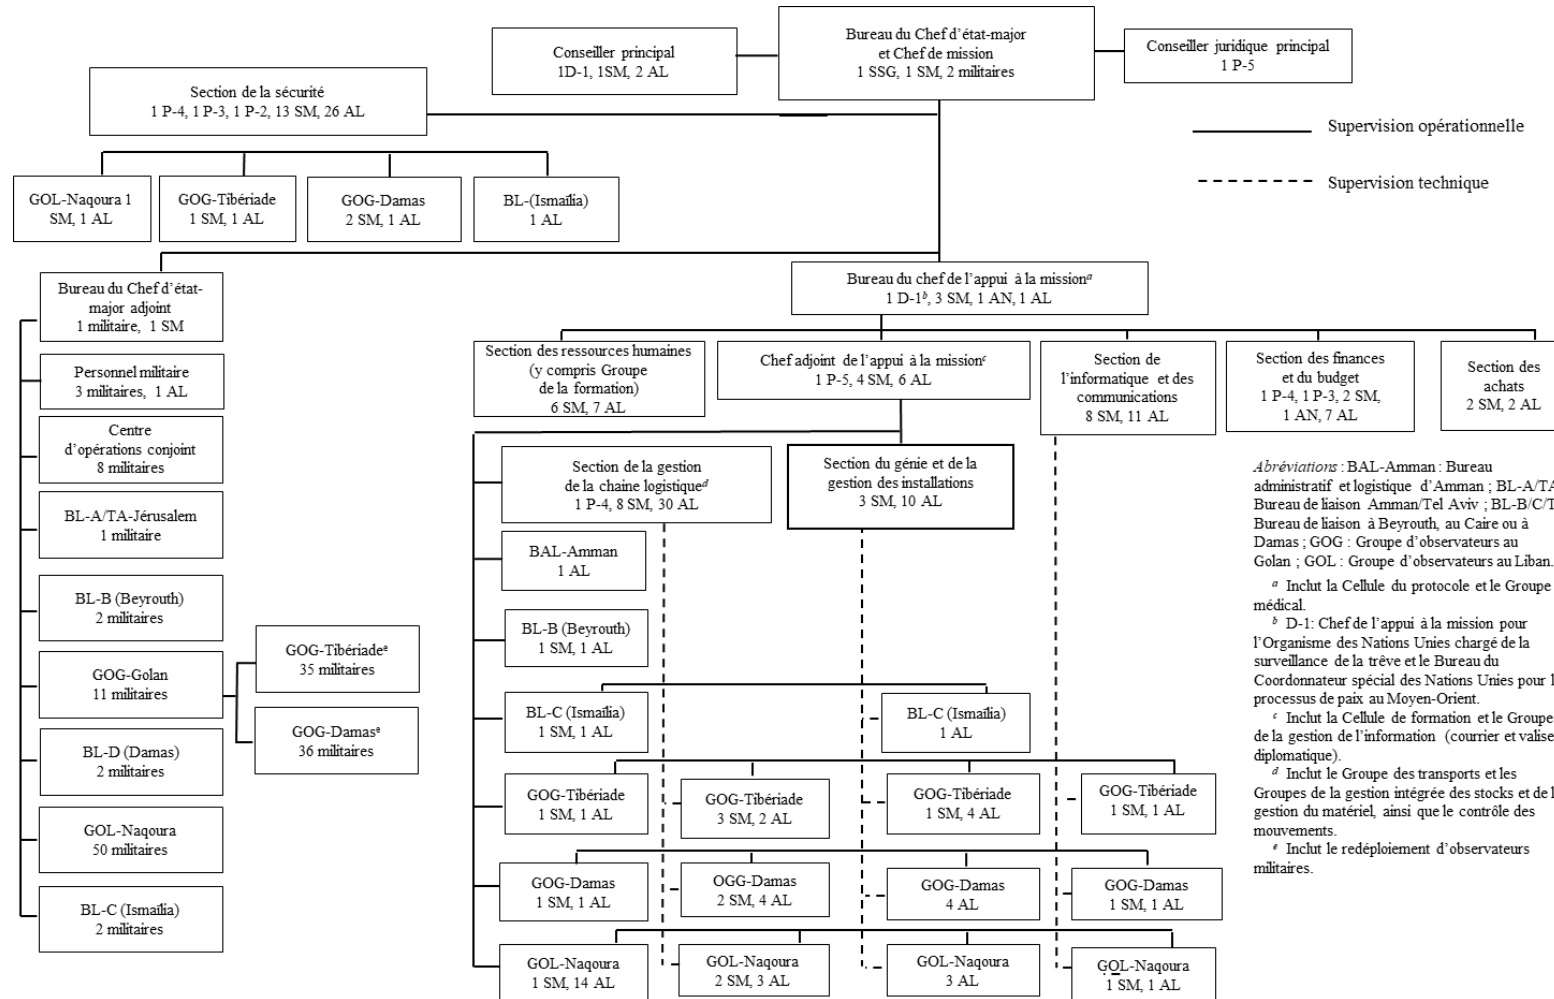 Bureau du Chef d'état-major
et Chef de mission
1 SSG, 1 SM, 2 militaires
Conseiller principal
1D-1, 1SM, 2 AL
Conseiller juridique principal
1 P-5
Section de la sécurité
1 P-4, 1 P-3, 1 P-2, 13 SM, 26 AL
Supervision opérationnelle
Supervision technique
GOL-Naqoura 1
SM, 1 AL
GOG-Tibériade
1 SM, 1 AL
GOG-Damas
2 SM, 1 AL
BL-(Ismaïlia)
1 AL
Bureau du Chef d'état-
major adjoint
1 militaire, 1 SM
Bureau du chef de l'appui à la missionᵃ
1 D-1ᵇ, 3 SM, 1 AN, 1 AL
Personnel militaire
3 militaires, 1 AL
Centre
d'opérations conjoint
8 militaires
BL-A/TA-Jérusalem
1 militaire
BL-B (Beyrouth)
2 militaires
GOG-Golan
11 militaires
GOG-Tibériadeᵉ
35 militaires
GOG-Damasᵉ
36 militaires
BL-D (Damas)
2 militaires
GOL-Naqoura
50 militaires
BL-C (Ismaïlia)
2 militaires
Section des ressources humaines
(y compris Groupe
de la formation)
6 SM, 7 AL
Chef adjoint de l'appui à la missionᶜ
1 P-5, 4 SM, 6 AL
Section de
l'informatique et des
communications
8 SM, 11 AL
Section des finances
et du budget
1 P-4, 1 P-3, 2 SM,
1 AN, 7 AL
Section des
achats
2 SM, 2 AL
Section de la gestion
de la chaine logistiqueᵈ
1 P-4, 8 SM, 30 AL
Section du génie et de la
gestion des installations
3 SM, 10 AL
BAL-Amman
1 AL
BL-B (Beyrouth)
1 SM, 1 AL
BL-C (Ismaïlia)
1 SM, 1 AL
BL-C (Ismaïlia)
1 AL
GOG-Tibériade
1 SM, 1 AL
GOG-Tibériade
3 SM, 2 AL
GOG-Tibériade
1 SM, 4 AL
GOG-Tibériade
1 SM, 1 AL
GOG-Damas
1 SM, 1 AL
OGG-Damas
2 SM, 4 AL
GOG-Damas
4 AL
GOG-Damas
1 SM, 1 AL
GOL-Naqoura
1 SM, 14 AL
GOL-Naqoura
2 SM, 3 AL
GOL-Naqoura
3 AL
GOL-Naqoura
1 SM, 1 AL
Abréviations : BAL-Amman : Bureau
administratif et logistique d'Amman ; BL-A/TA
Bureau de liaison Amman/Tel Aviv ; BL-B/C/
Bureau de liaison à Beyrouth, au Caire ou à
Damas ; GOG : Groupe d'observateurs au
Golan ; GOL : Groupe d'observateurs au Liban.
ᵃ Inclut la Cellule du protocole et le Groupe
médical.
ᵇ D-1: Chef de l'appui à la mission pour
l'Organisme des Nations Unies chargé de la
surveillance de la trêve et le Bureau du
Coordonnateur spécial des Nations Unies pour l
processus de paix au Moyen-Orient.
ᶜ Inclut la Cellule de formation et le Groupe
de la gestion de l'information (courrier et valise
diplomatique).
ᵈ Inclut le Groupe des transports et les
Groupes de la gestion intégrée des stocks et de l
gestion du matériel, ainsi que le contrôle des
mouvements.
ᵉ Inclut le redéploiement d'observateurs
militaires.